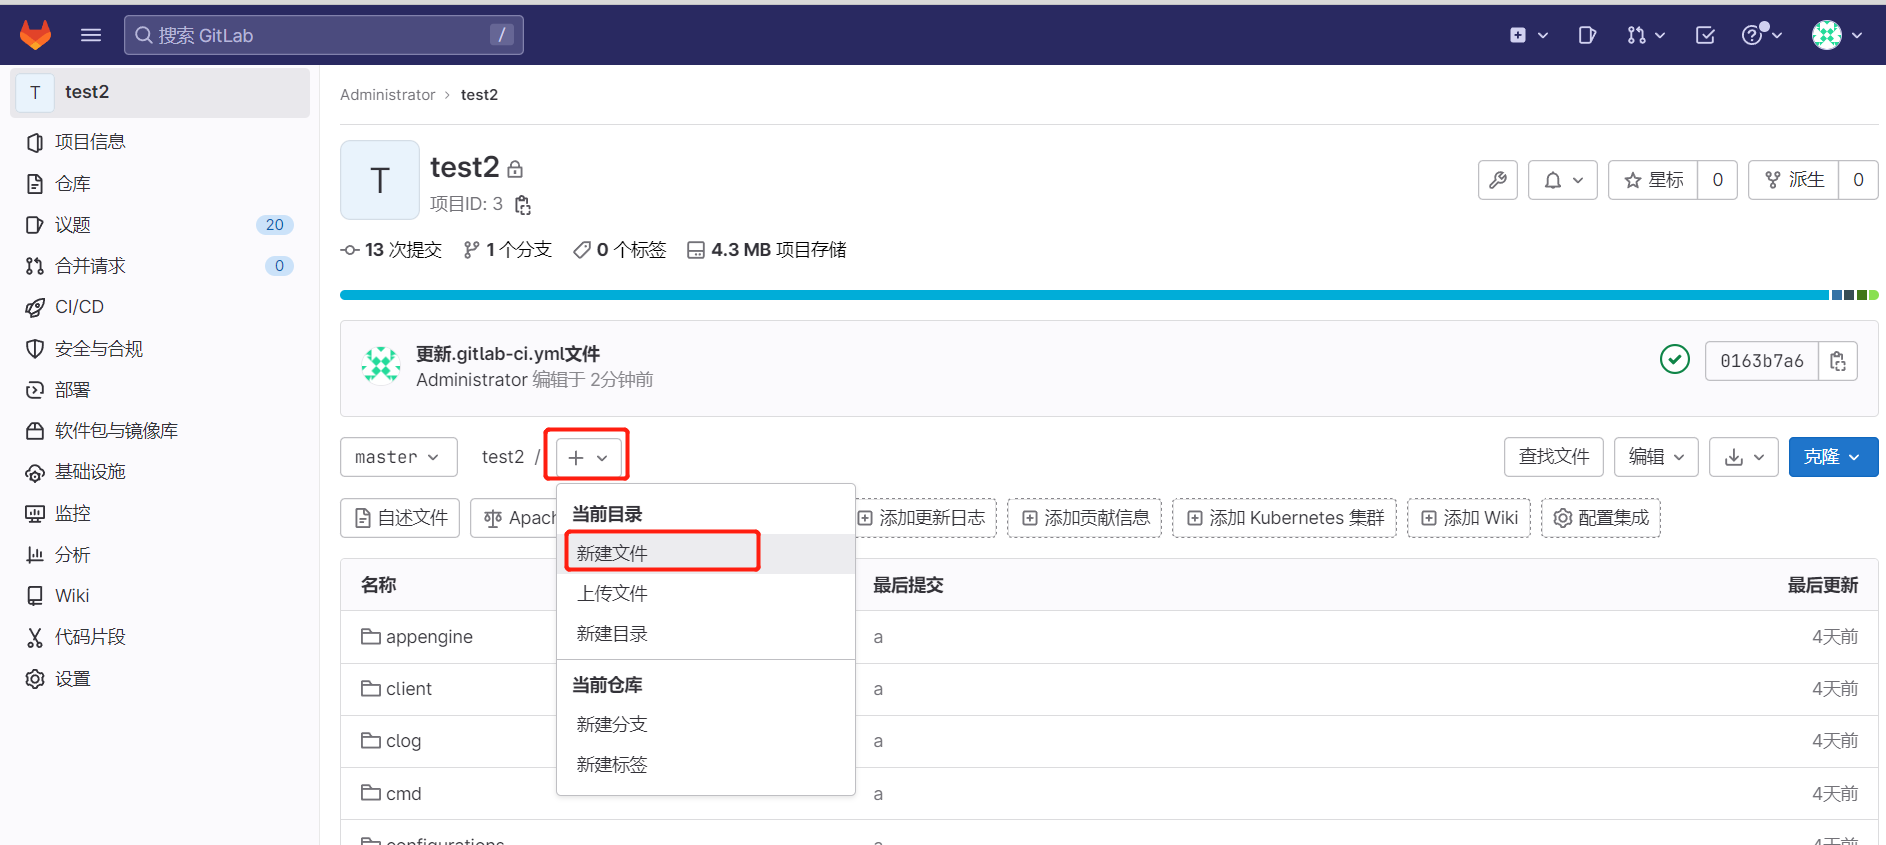 搜索 GitLab /
T test2
项目信息
仓库
议题 20
合并请求 0
CI/CD
安全与合规
部署
软件包与镜像库
基础设施
监控
分析
Wiki
代码片段
设置
Administrator › test2
T
test2
项目ID: 3
星标 0
派生 0
13 次提交 1 个分支 0 个标签 4.3 MB 项目存储
更新.gitlab-ci.yml文件
Administrator 编辑于 2分钟前
0163b7a6
master test2 / + 查找文件 编辑 克隆
自述文件 Apach 添加更新日志 添加贡献信息 添加 Kubernetes 集群 添加 Wiki 配置集成
当前目录
新建文件
上传文件
新建目录
当前仓库
新建分支
新建标签
名称 最后提交 最后更新
appengine a 4天前
client a 4天前
clog a 4天前
cmd a 4天前
configurations a 4天前